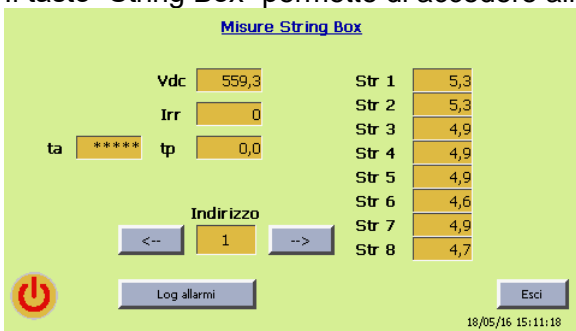 Il tasto "String Box" permette di accedere all
Misure String Box
Vdc 559,3
Irr 0
ta ***** tp 0,0
Str 1 5,3
Str 2 5,3
Str 3 4,9
Str 4 4,9
Str 5 4,9
Str 6 4,6
Str 7 4,9
Str 8 4,7
Indirizzo
<-- 1 -->
Log allarmi
Esci
18/05/16 15:11:18